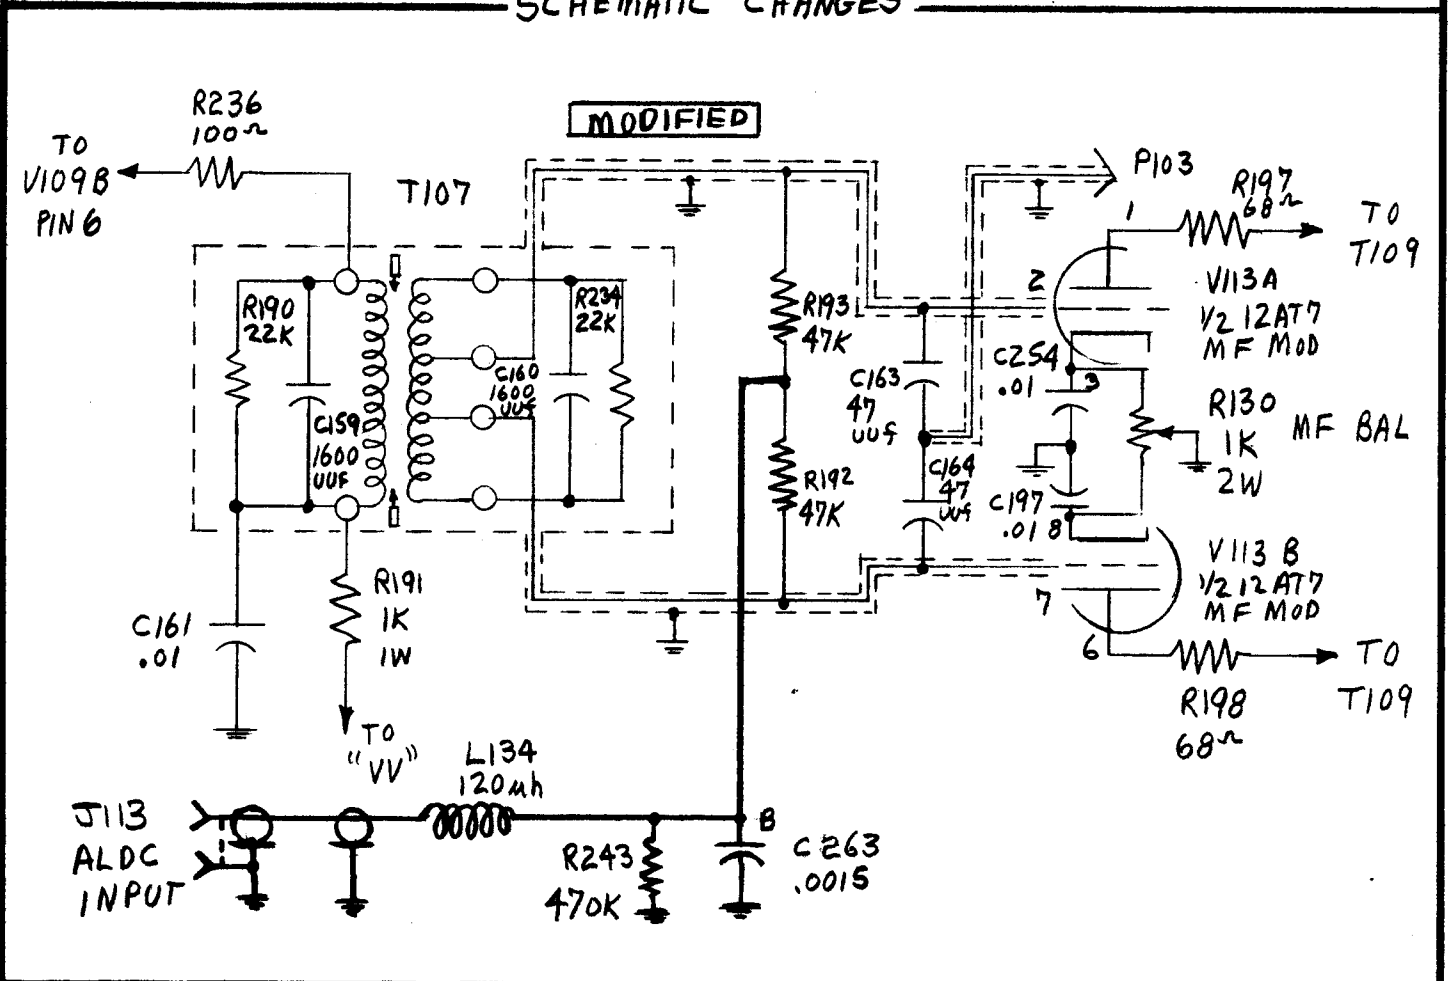 SCHEMATIC CHANGES
MODIFIED
R236
100Ω
TO
V109B
PIN 6
T107
P103
R197
68Ω
TO
T109
1
2
V113A
1/2 12AT7
MF MOD
R190
22K
R234
22K
R193
47K
C254
.01
3
C160
1600
UUF
C163
47
UUF
R130
1K
2W
MF BAL
C159
1600
UUF
C164
47
UUF
R192
47K
C197
.01
8
V113B
1/2 12AT7
MF MOD
7
6
R191
1K
1W
C161
.01
TO
T109
R198
68Ω
TO
"VV"
L134
120uh
J113
ALDC
INPUT
B
R243
470K
C263
.0015